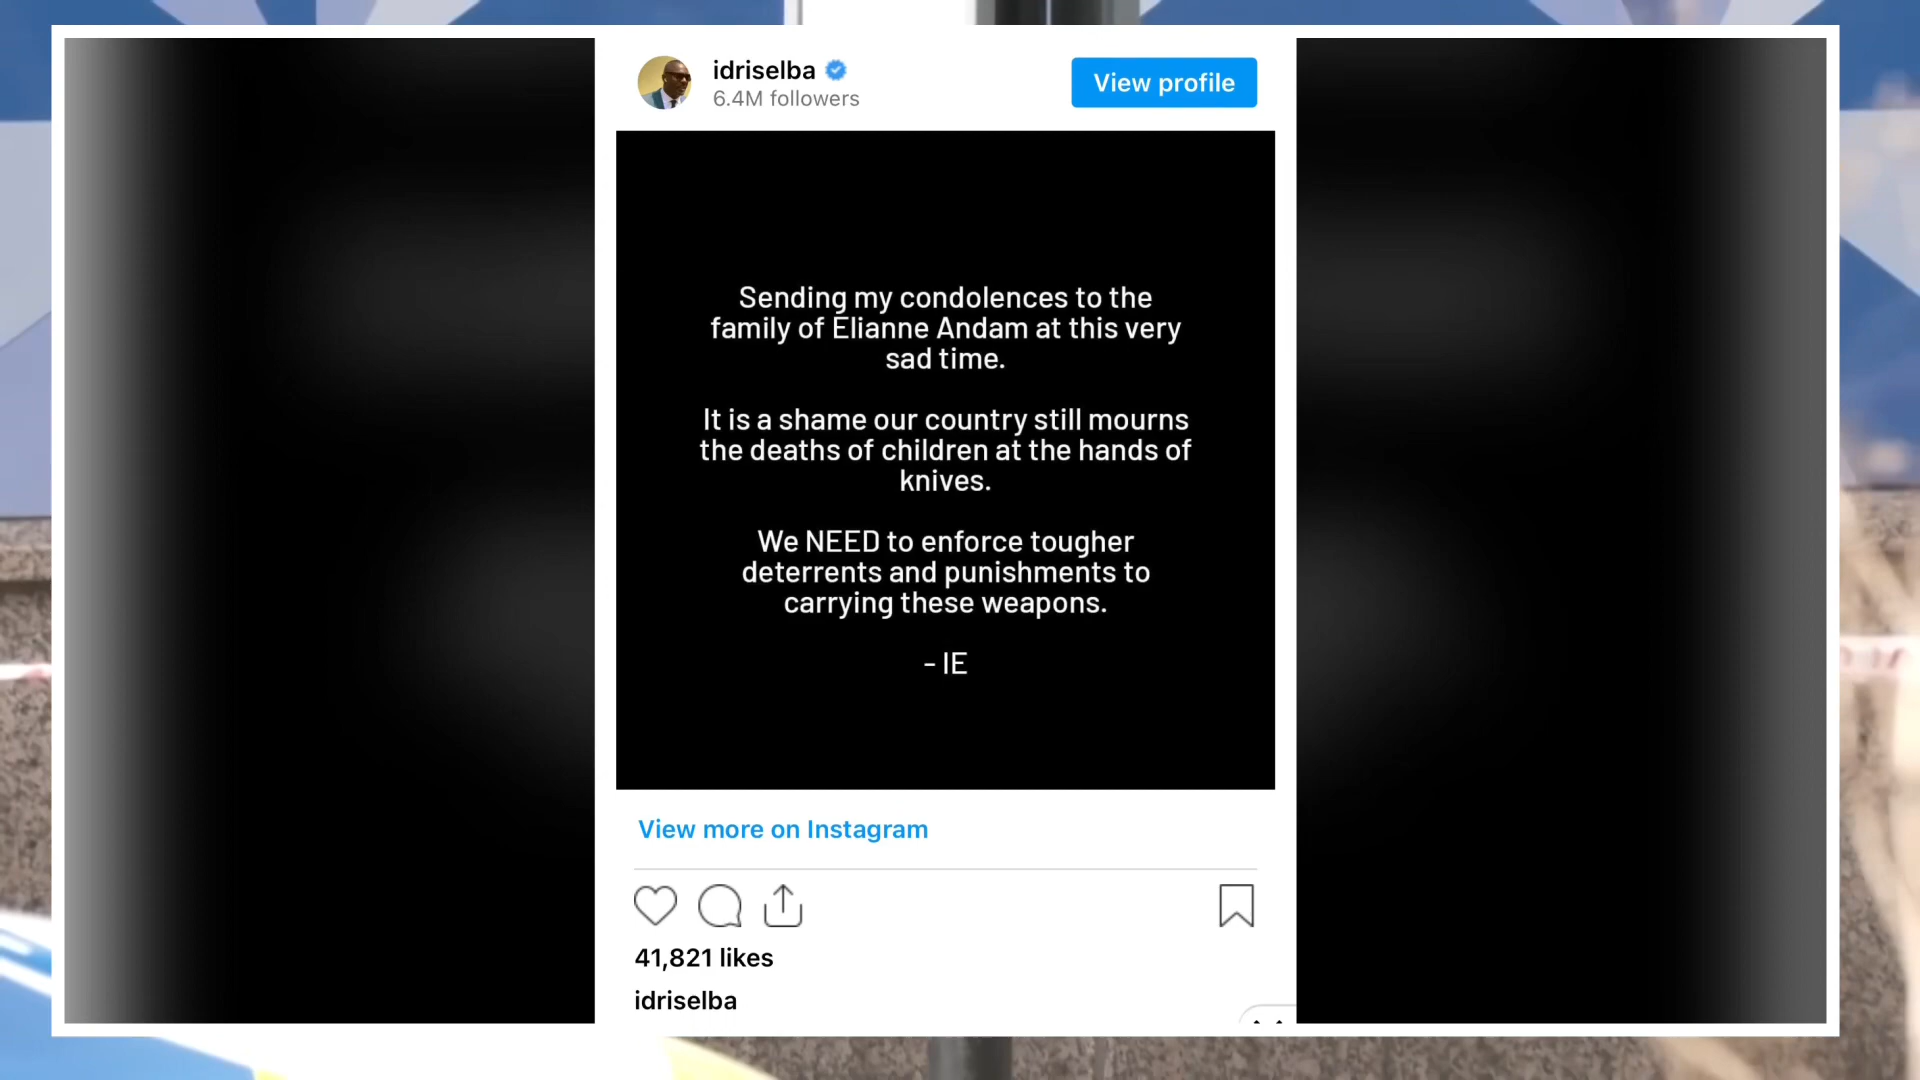 idriselba
6.4M followers
View profile
Sending my condolences to the
family of Elianne Andam at this very
sad time.
It is a shame our country still mourns
the deaths of children at the hands of
knives.
We NEED to enforce tougher
deterrents and punishments to
carrying these weapons.
- IE
View more on Instagram
41,821 likes
idriselba